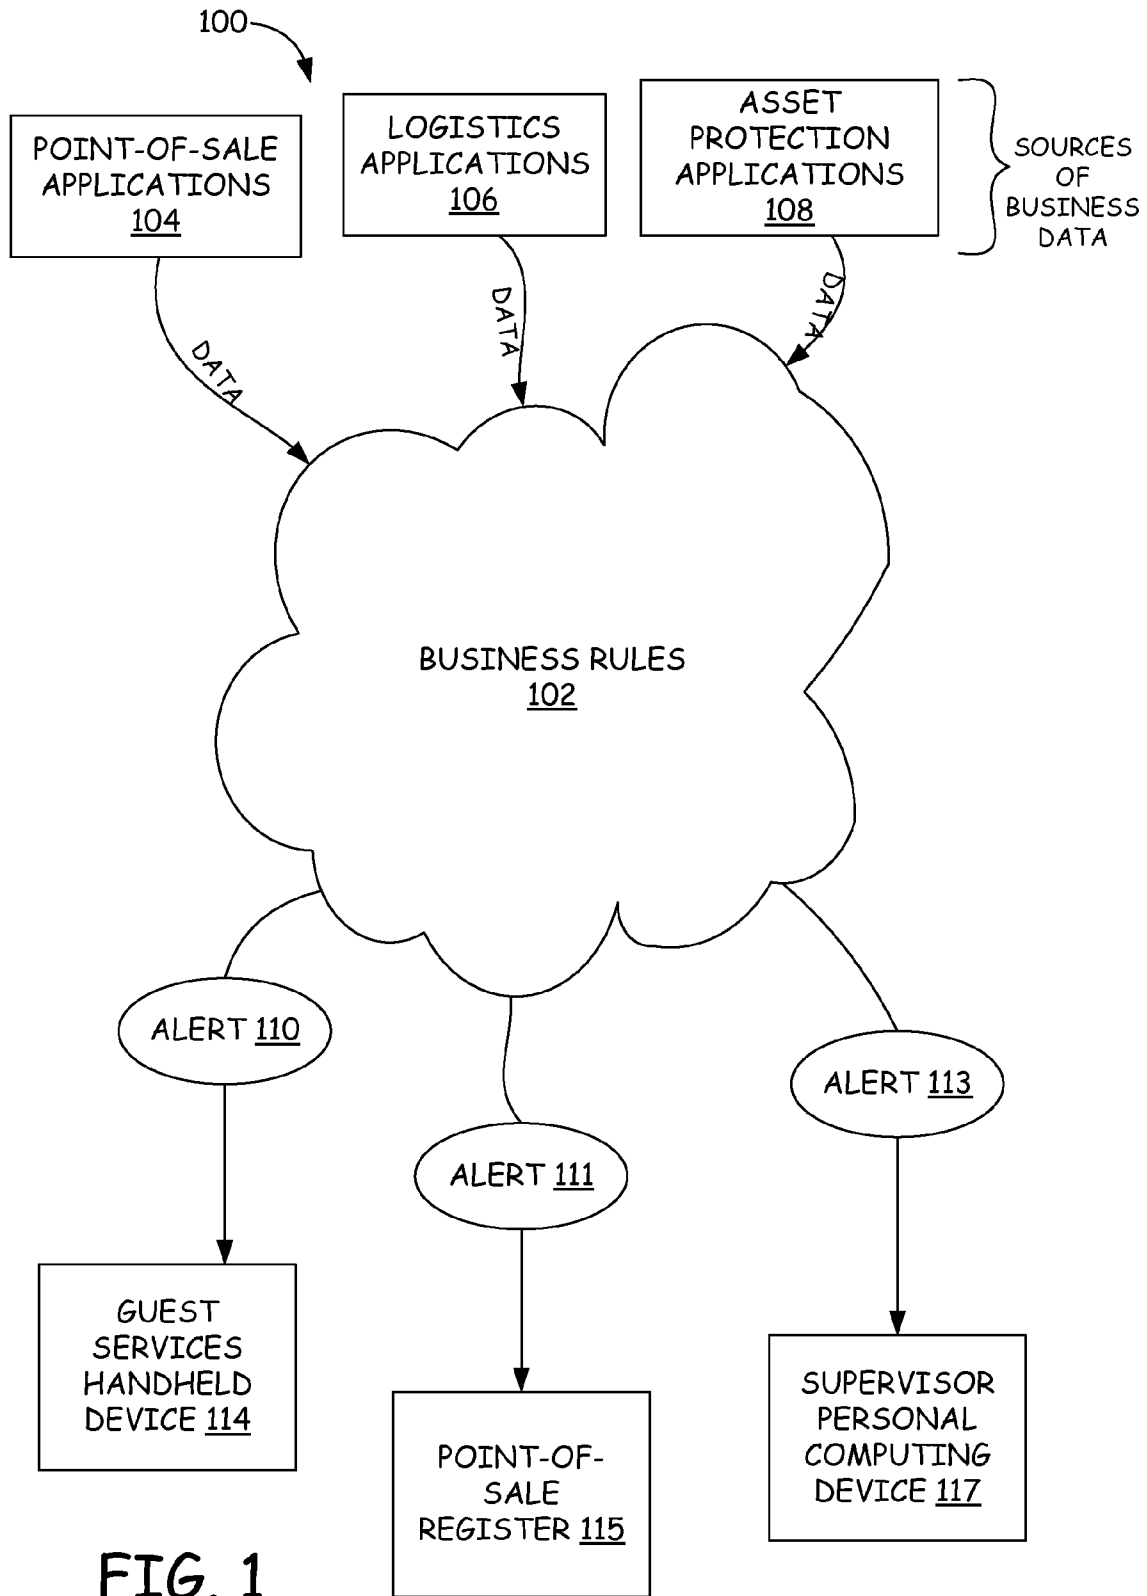 100
POINT-OF-SALE
APPLICATIONS
104
LOGISTICS
APPLICATIONS
106
ASSET
PROTECTION
APPLICATIONS
108
SOURCES
OF
BUSINESS
DATA
DATA
DATA
DATA
BUSINESS RULES
102
ALERT 110
ALERT 111
ALERT 113
GUEST
SERVICES
HANDHELD
DEVICE 114
POINT-OF-
SALE
REGISTER 115
SUPERVISOR
PERSONAL
COMPUTING
DEVICE 117
FIG. 1